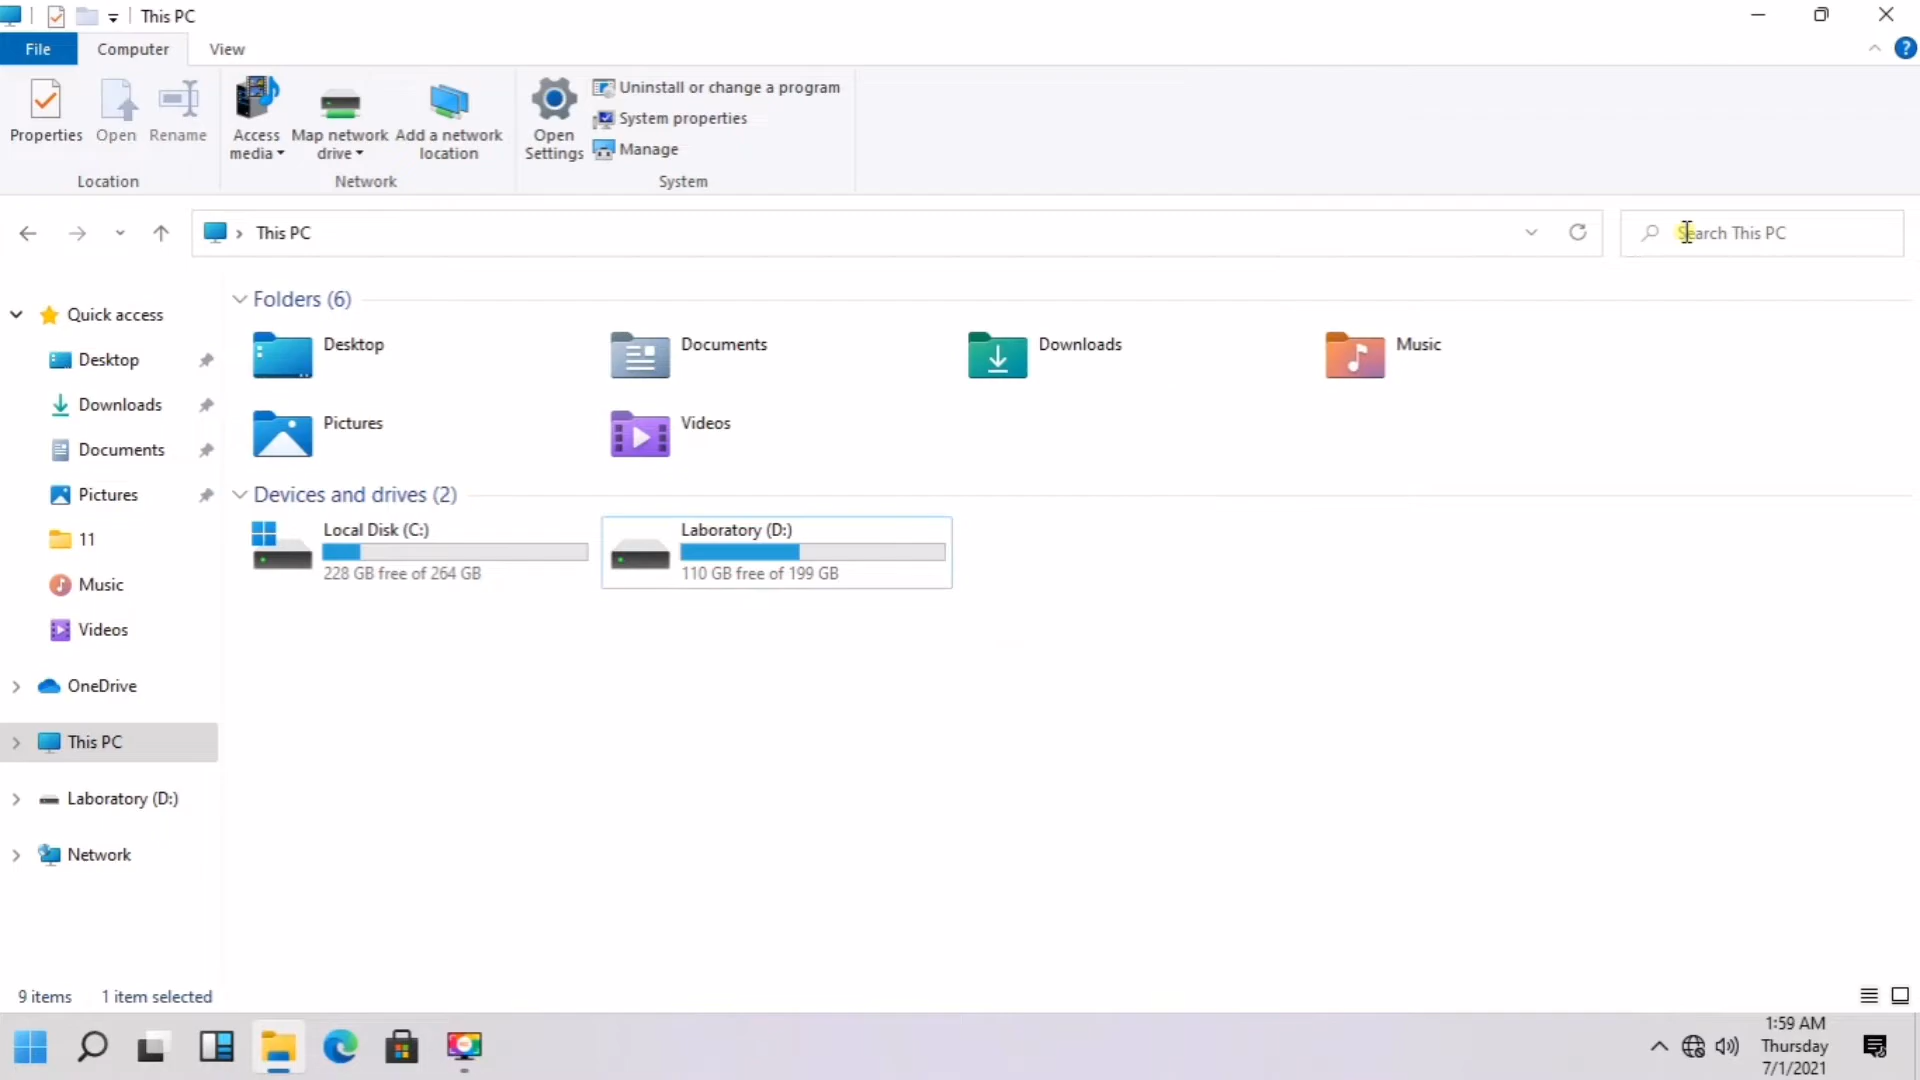 This PC
File Computer View
Properties Open Rename
Access media Map network drive Add a network location
Open Settings
Uninstall or change a program
System properties
Manage
Location Network System
This PC
Search This PC
Quick access
Desktop
Downloads
Documents
Pictures
11
Music
Videos
OneDrive
This PC
Laboratory (D:)
Network
Folders (6)
Desktop Documents Downloads Music
Pictures Videos
Devices and drives (2)
Local Disk (C:)
228 GB free of 264 GB
Laboratory (D:)
110 GB free of 199 GB
9 items 1 item selected
1:59 AM
Thursday
7/1/2021